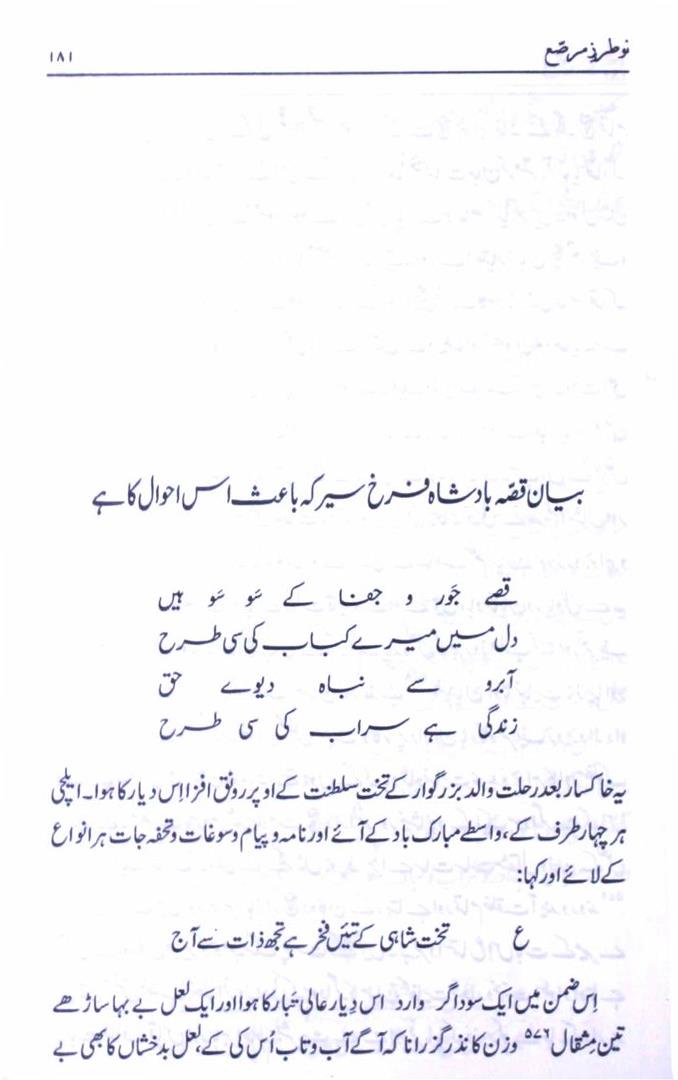 نوطرزِ مرصّع
۱۸۱
بیان قصّہ بادشاہ فرخ سیر کہ باعث اس احوال کا ہے
قصے جَور و جفا کے سَو سَو ہیں
دل میں میرے کباب کی سی طرح
آبرو سے نباہ دیوے حق
زندگی ہے سراب کی سی طرح
یہ خاکسار بعد رحلت والد بزرگوار کے تخت سلطنت کے اوپر رونق افزا اِس دیار کا ہوا۔ ایلچی
ہر چہار طرف کے، واسطے مبارک باد کے آئے اور نامہ و پیام و سوغات و تحفہ جات ہر انواع
کے لائے اور کہا:
ع تخت شاہی کے تئیں فخر ہے تجھ ذات سے آج
اِس ضمن میں ایک سوداگر وارد اس دِیار عالی تبار کا ہوا اور ایک لعل بے بہا ساڑھے
تین مِثقال ۵۷۶ وزن کا نذر گزرانا کہ آگے آب و تاب اُس کی کے، لعل بدخشاں کا بھی بے